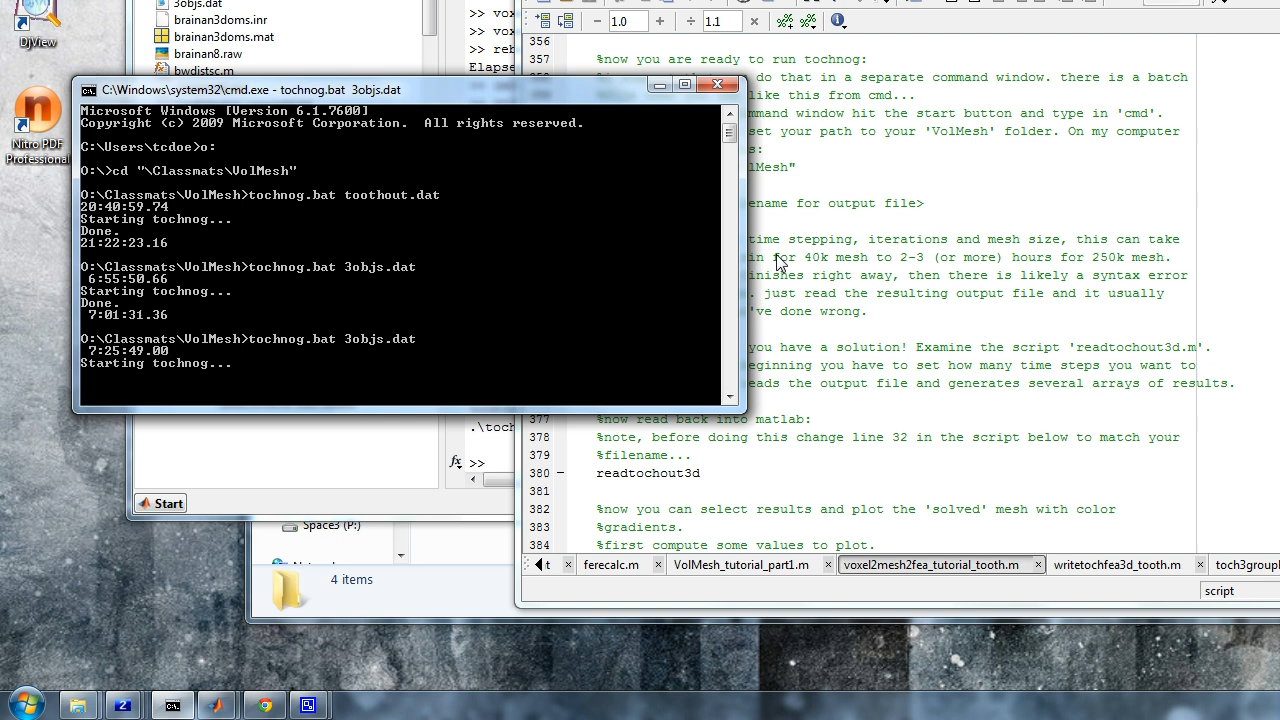 DjView
Nitro PDF
Professional
3objs.dat
brainan3doms.inr
brainan3doms.mat
brainan8.raw
bwdistsc.m
>> vox
>> vox
>> reb
Elapse
1.0
1.1
356
357 %now you are ready to run tochnog:
do that in a separate command window. there is a batch
like this from cmd...
mmand window hit the start button and type in 'cmd'.
set your path to your 'VolMesh' folder. On my computer
s:
lMesh"
ename for output file>
time stepping, iterations and mesh size, this can take
in for 40k mesh to 2-3 (or more) hours for 250k mesh.
inishes right away, then there is likely a syntax error
. just read the resulting output file and it usually
've done wrong.
you have a solution! Examine the script 'readtochout3d.m'.
eginning you have to set how many time steps you want to
eads the output file and generates several arrays of results.
377 %now read back into matlab:
378 %note, before doing this change line 32 in the script below to match your
379 %filename...
380 readtochout3d
381
382 %now you can select results and plot the 'solved' mesh with color
383 %gradients.
384 %first compute some values to plot.
C:\Windows\system32\cmd.exe - tochnog.bat  3objs.dat
Microsoft Windows [Version 6.1.7600]
Copyright (c) 2009 Microsoft Corporation.  All rights reserved.
C:\Users\tcdoe>o:
O:\>cd "\Classmats\VolMesh"
O:\Classmats\VolMesh>tochnog.bat toothout.dat
20:40:59.74
Starting tochnog...
Done.
21:22:23.16
O:\Classmats\VolMesh>tochnog.bat 3objs.dat
6:55:50.66
Starting tochnog...
Done.
7:01:31.36
O:\Classmats\VolMesh>tochnog.bat 3objs.dat
7:25:49.00
Starting tochnog...
.\toch
fx >>
Start
Space3 (P:)
4 items
t
ferecalc.m
VolMesh_tutorial_part1.m
voxel2mesh2fea_tutorial_tooth.m
writetochfea3d_tooth.m
toch3groupl
script
2